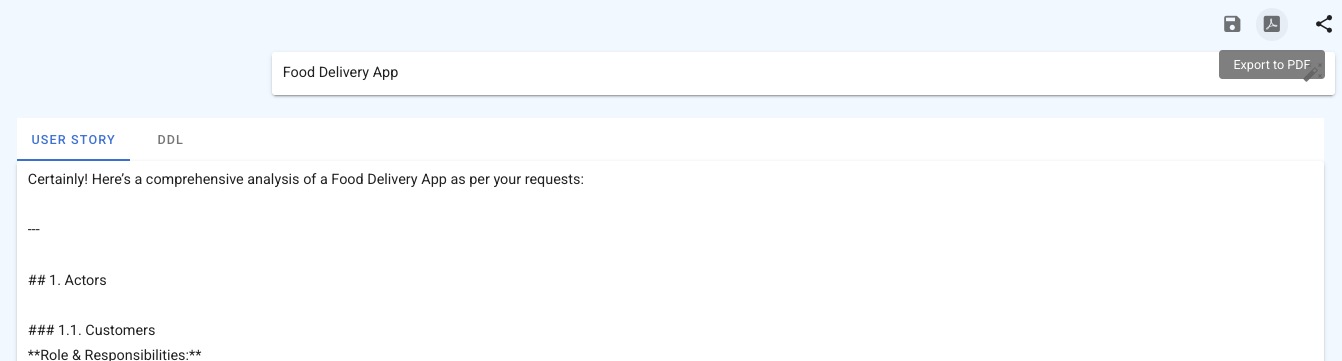 Export to PDF
Food Delivery App
USER STORY
DDL
Certainly! Here’s a comprehensive analysis of a Food Delivery App as per your requests:
---
## 1. Actors
### 1.1. Customers
**Role & Responsibilities:**